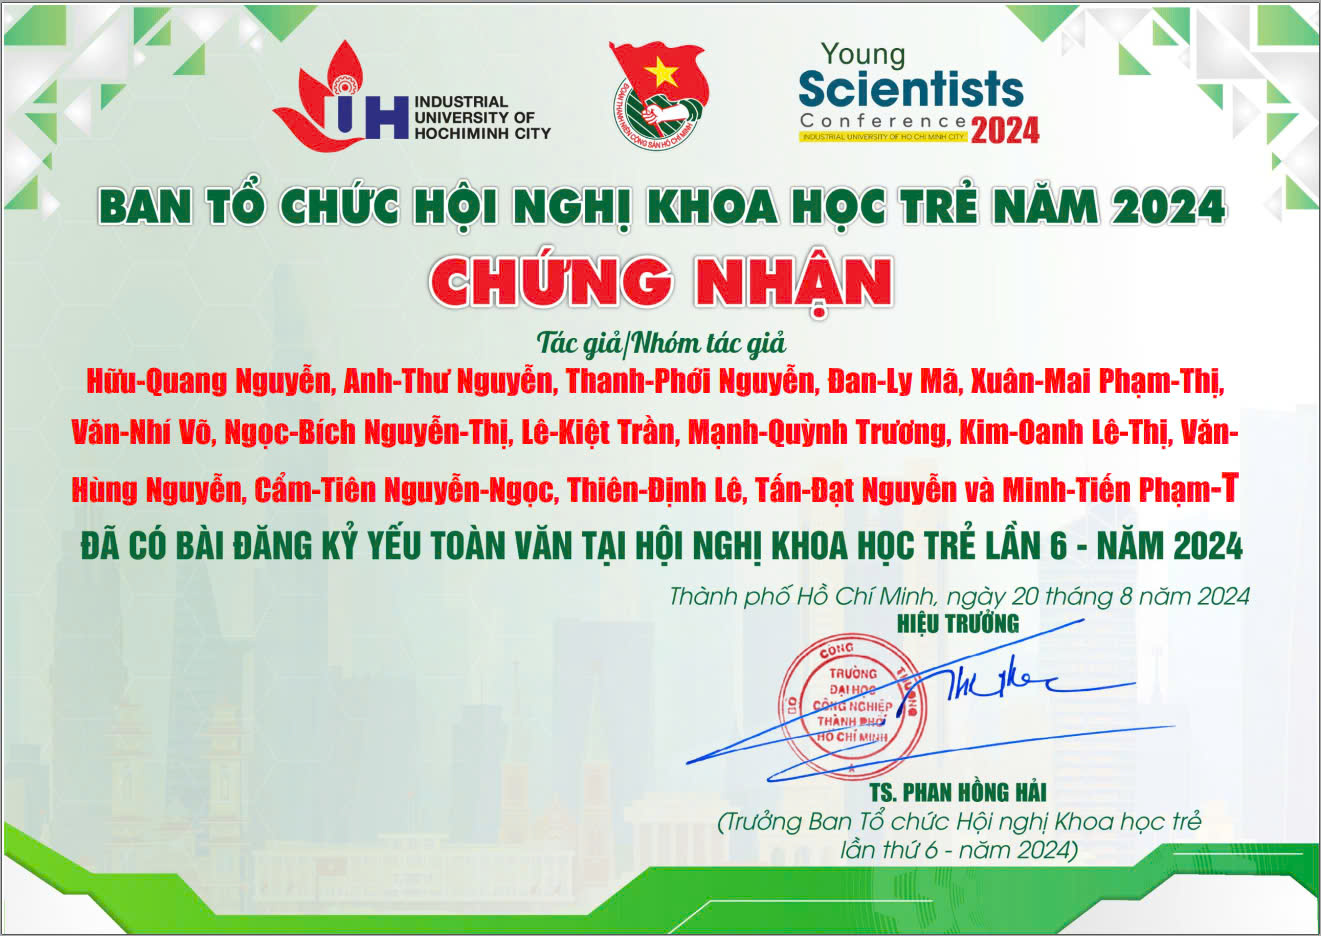 INDUSTRIAL
UNIVERSITY OF
HOCHIMINH CITY
IUH
ĐOÀN THANH NIÊN CỘNG SẢN HỒ CHÍ MINH
Young
Scientists
Conference
INDUSTRIAL UNIVERSITY OF HO CHI MINH CITY
2024
BAN TỔ CHỨC HỘI NGHỊ KHOA HỌC TRẺ NĂM 2024
CHỨNG NHẬN
Tác giả/Nhóm tác giả
Hữu-Quang Nguyễn, Anh-Thư Nguyễn, Thanh-Phới Nguyễn, Đan-Ly Mã, Xuân-Mai Phạm-Thị,
Văn-Nhí Võ, Ngọc-Bích Nguyễn-Thị, Lê-Kiệt Trần, Mạnh-Quỳnh Trương, Kim-Oanh Lê-Thị, Văn-
Hùng Nguyễn, Cẩm-Tiên Nguyễn-Ngọc, Thiên-Định Lê, Tấn-Đạt Nguyễn và Minh-Tiến Phạm-T
ĐÃ CÓ BÀI ĐĂNG KỶ YẾU TOÀN VĂN TẠI HỘI NGHỊ KHOA HỌC TRẺ LẦN 6 - NĂM 2024
Thành phố Hồ Chí Minh, ngày 20 tháng 8 năm 2024
HIỆU TRƯỞNG
BỘ CÔNG THƯƠNG
TRƯỜNG
ĐẠI HỌC
CÔNG NGHIỆP
THÀNH PHỐ
HỒ CHÍ MINH
TS. PHAN HỒNG HẢI
(Trưởng Ban Tổ chức Hội nghị Khoa học trẻ
lần thứ 6 - năm 2024)